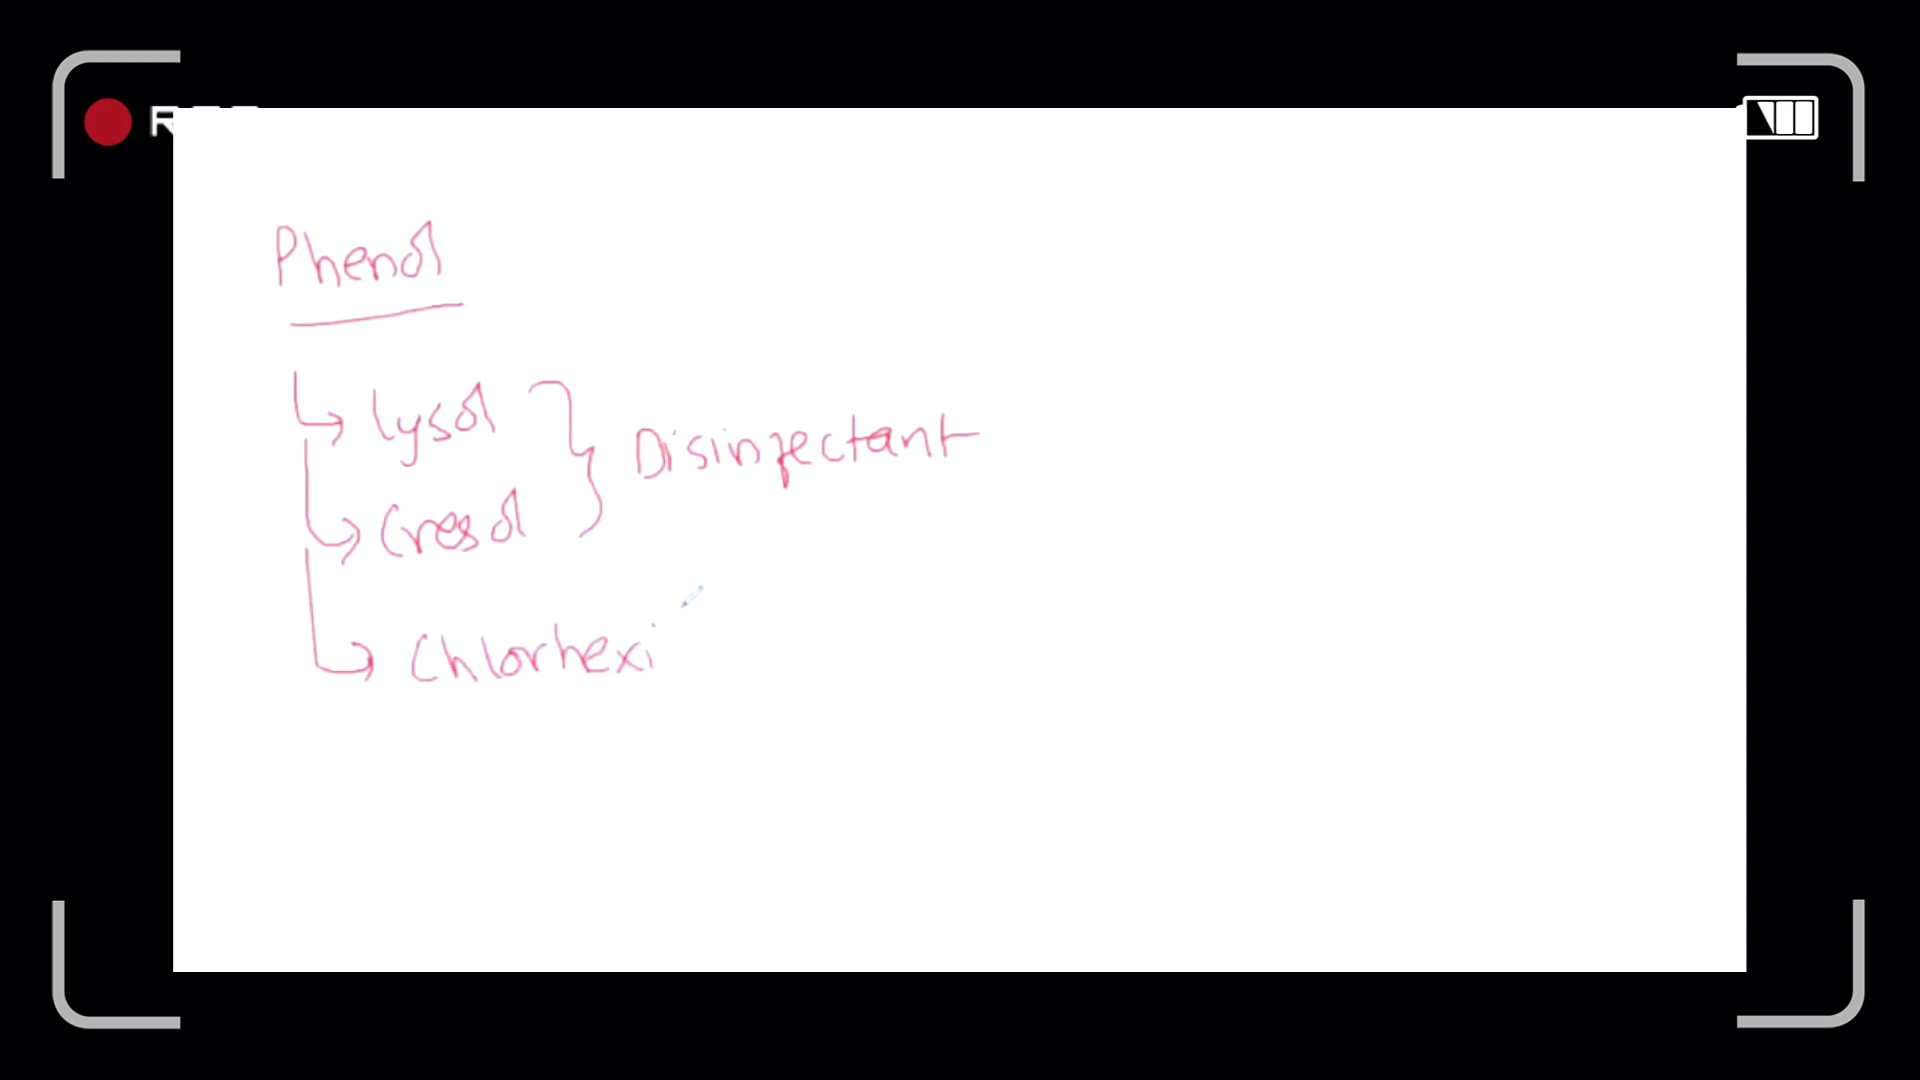 Phenol
Lysol
Disinfectant
Cresol
Chlorhexi